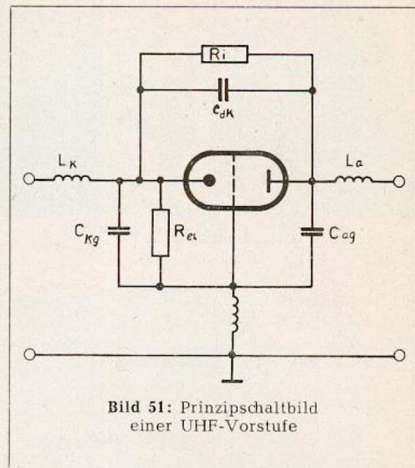 Ri
CdK
LK
La
CKg
Rei
Cag
Bild 51: Prinzipschaltbild
einer UHF-Vorstufe